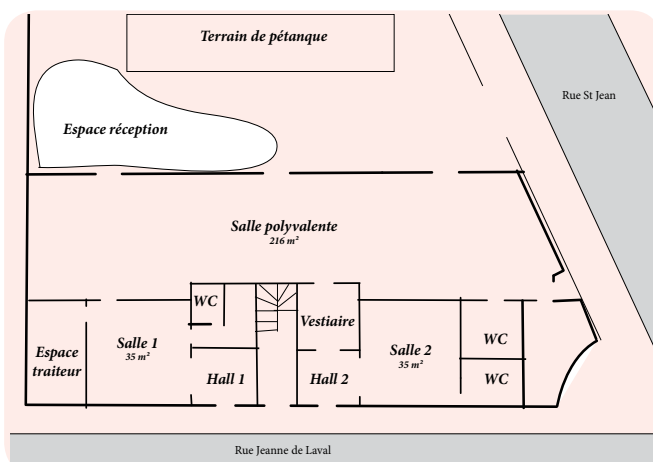 Terrain de pétanque
Rue St Jean
Espace réception
Salle polyvalente
216 m²
WC
Vestiaire
Salle 1
35 m²
Salle 2
35 m²
WC
Espace
traiteur
Hall 1
Hall 2
WC
Rue Jeanne de Laval